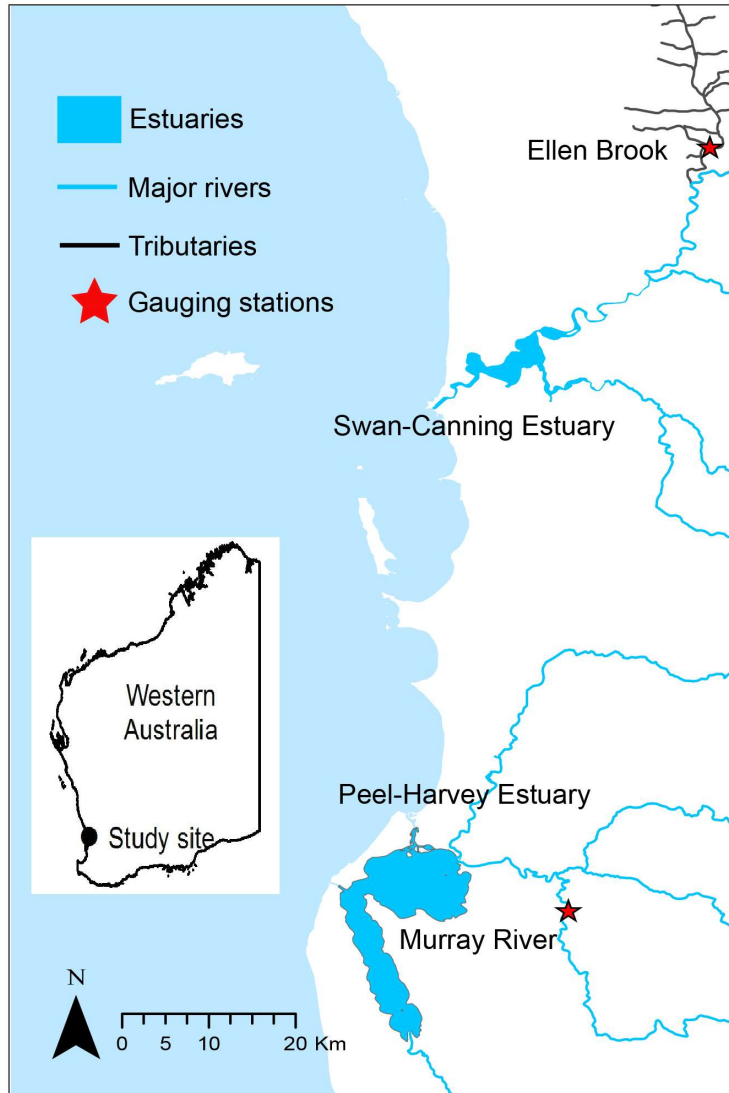 Estuaries
Major rivers
Tributaries
Gauging stations
Ellen Brook
Swan-Canning Estuary
Western
Australia
Study site
Peel-Harvey Estuary
Murray River
N
0 5 10 20 Km